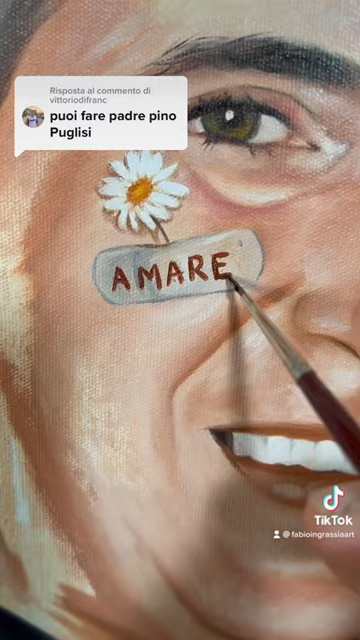 Risposta al commento di
vittoriodifranc
puoi fare padre pino
Puglisi
AMARE
TikTok
@fabioingrassiaart